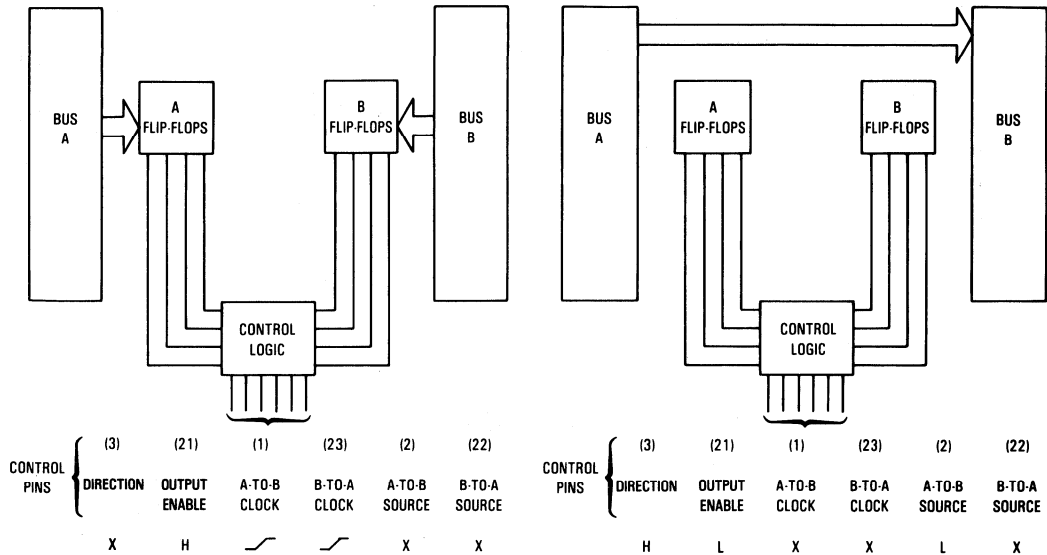 BUS
A
A
FLIP-FLOPS
B
FLIP-FLOPS
BUS
B
CONTROL
LOGIC
CONTROL
PINS
(3) (21) (1) (23) (2) (22)
DIRECTION OUTPUT ENABLE A-TO-B CLOCK B-TO-A CLOCK A-TO-B SOURCE B-TO-A SOURCE
X H X X
BUS
A
A
FLIP-FLOPS
B
FLIP-FLOPS
BUS
B
CONTROL
LOGIC
CONTROL
PINS
(3) (21) (1) (23) (2) (22)
DIRECTION OUTPUT ENABLE A-TO-B CLOCK B-TO-A CLOCK A-TO-B SOURCE B-TO-A SOURCE
H L X X L X